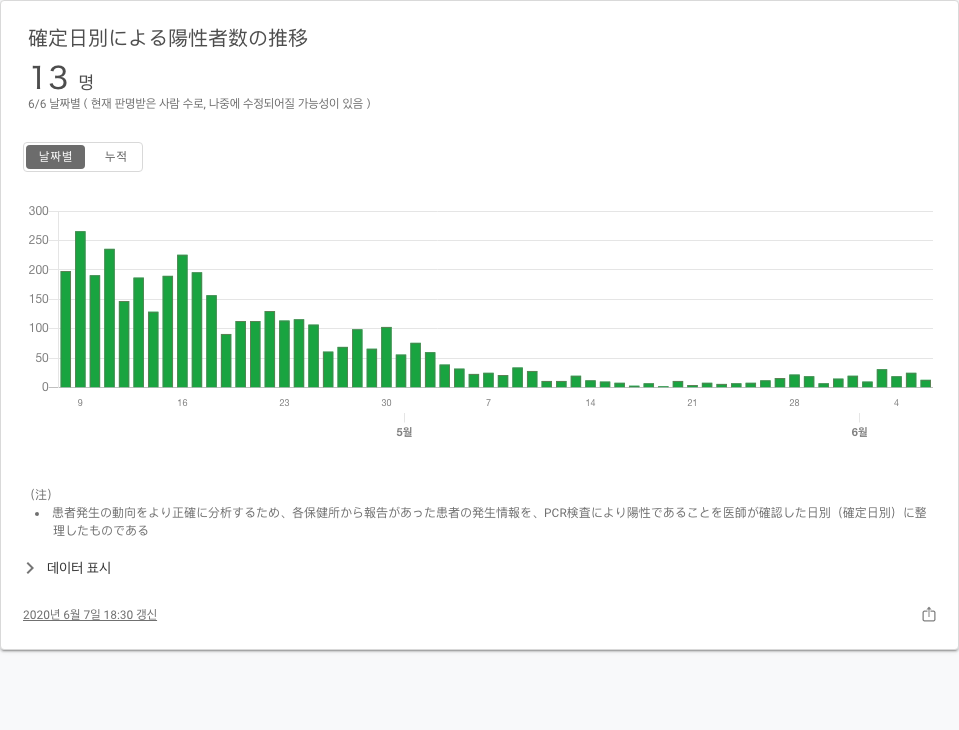 確定日別による陽性者数の推移
13 명
6/6 날짜별 ( 현재 판명받은 사람 수로, 나중에 수정되어질 가능성이 있음 )
날짜별 누적
300
250
200
150
100
50
0
9 16 23 30 7 14 21 28 4
5월 6월
（注）
• 患者発生の動向をより正確に分析するため、各保健所から報告があった患者の発生情報を、PCR検査により陽性であることを医師が確認した日別（確定日別）に整
理したものである
データ 표시
2020년 6월 7일 18:30 갱신